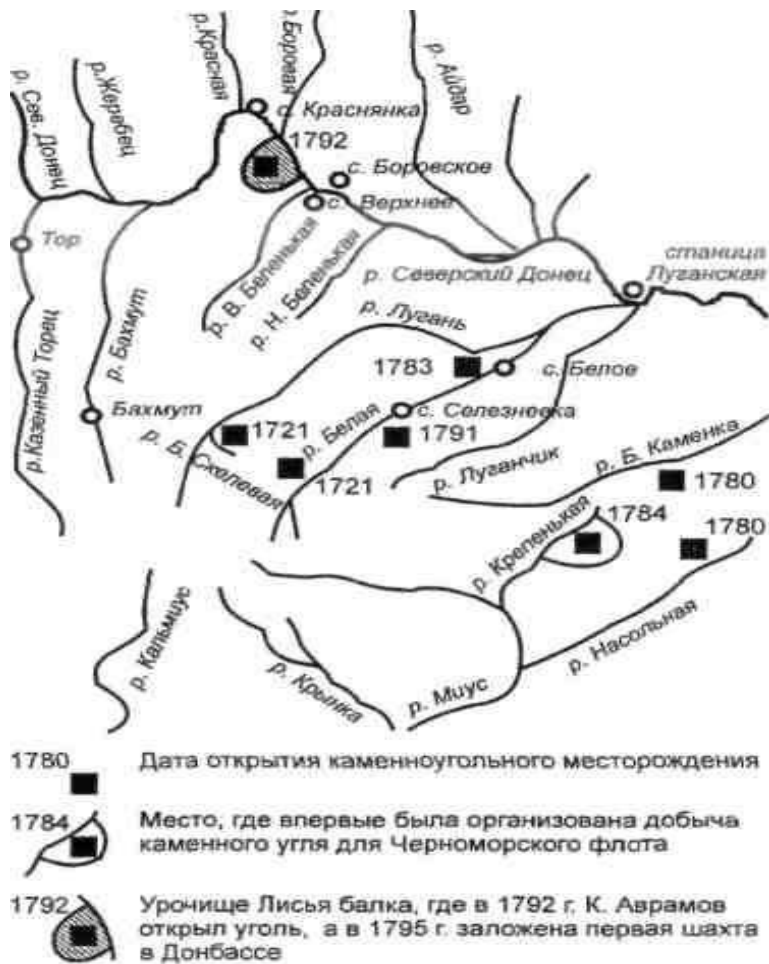 р. Сев. Донец
р.Жеребец
р.Красная
р.Боровая
р. Айдар
с. Краснянка
1792
с. Боровское
с. Верхнее
Тор
р. В. Беленькая
р. Н. Беленькая
р. Северский Донец
станица
Луганская
р.Казенный Торец
р.Бахмут
р. Лугань
1783
с. Белое
Бахмут
с. Селезневка
р. Белая
1721
1791
р. Б. Каменка
р. Луганчик
1721
1780
р. Крепенькая
1784
1780
р. Кальмиус
р. Крынка
р. Миус
р. Насольная
1780
Дата открытия каменноугольного месторождения
1784
Место, где впервые была организована добыча
каменного угля для Черноморского флота
1792
Урочище Лисья балка, где в 1792 г. К. Аврамов
открыл уголь, а в 1795 г. заложена первая шахта
в Донбассе